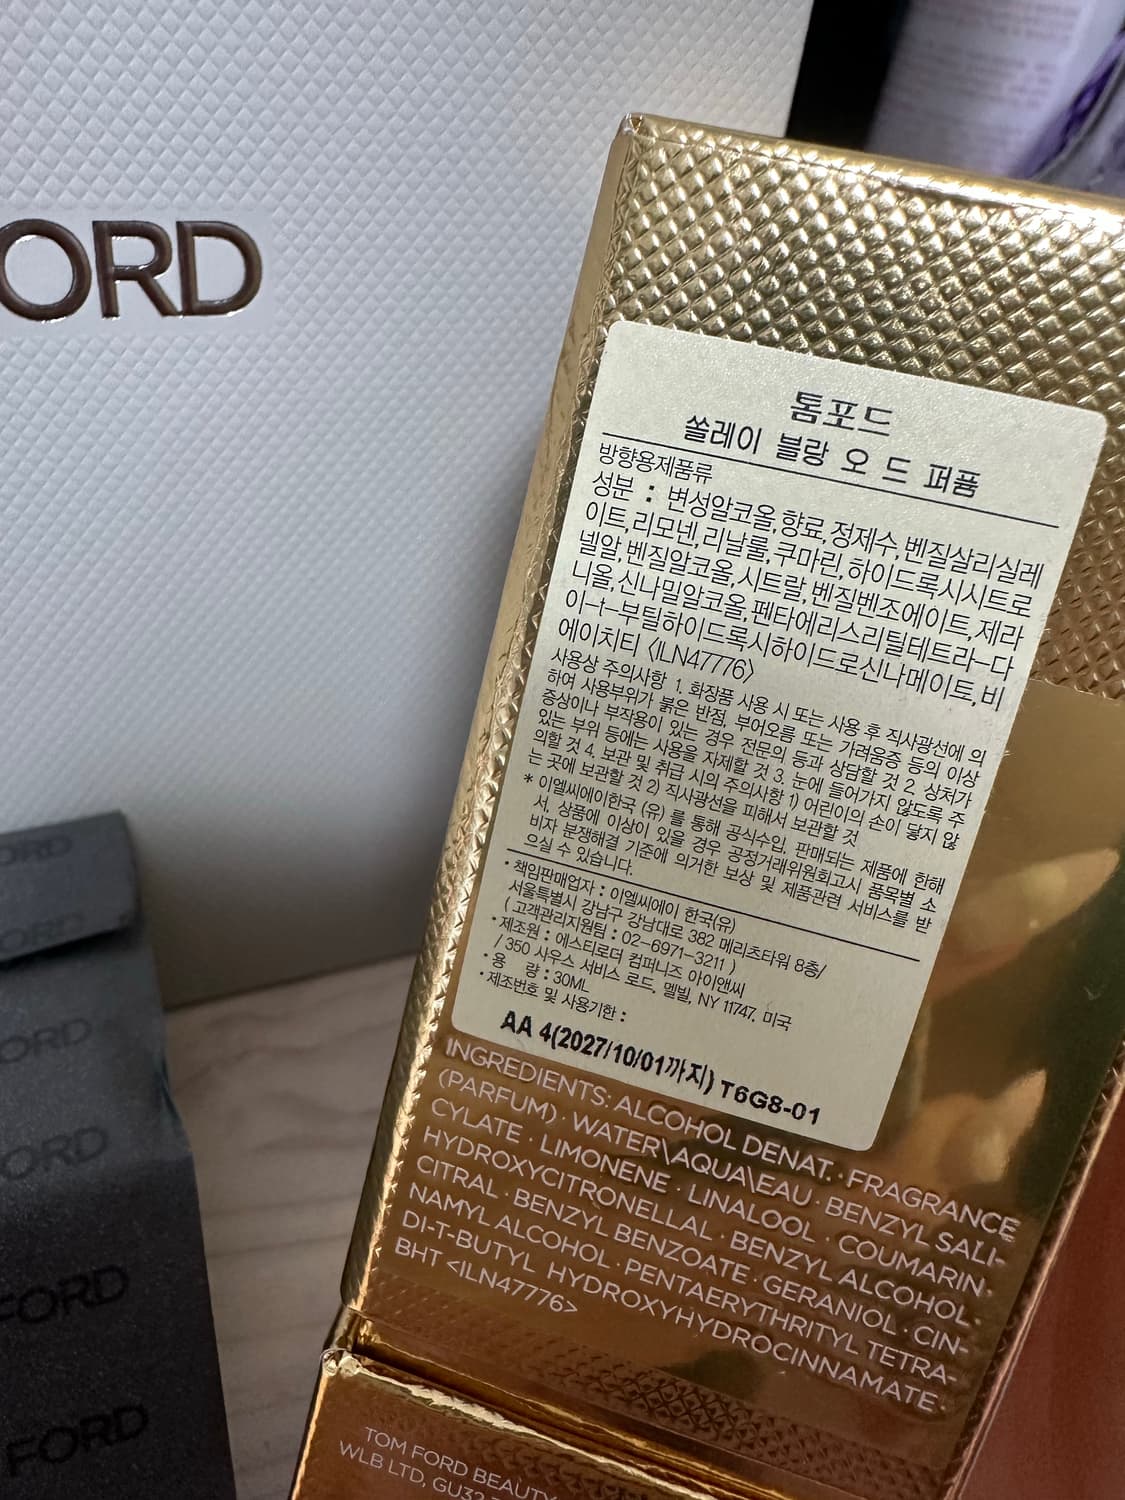 ORD
톰포드
쏠레이 블랑 오 드 퍼퓸
방향용제품류
성분 : 변성알코올,향료,정제수,벤질살리실레
이트,리모넨,리날룰,쿠마린,하이드록시시트로
넬알,벤질알코올,시트랄,벤질벤조에이트,제라
니올,신나밀알코올,펜타에리스리틸테트라-다
이-t-부틸하이드록시하이드로신나메이트,비
에이치티 <ILN47776>
사용상 주의사항 1. 화장품 사용 시 또는 사용 후 직사광선에 의
하여 사용부위가 붉은 반점, 부어오름 또는 가려움증 등의 이상
증상이나 부작용이 있는 경우 전문의 등과 상담할 것 2. 상처가
있는 부위 등에는 사용을 자제할 것 3. 눈에 들어가지 않도록 주
의할 것 4. 보관 및 취급 시의 주의사항 1) 어린이의 손이 닿지 않
는 곳에 보관할 것 2) 직사광선을 피해서 보관할 것
* 이엘씨에이한국 (유) 를 통해 공식수입, 판매되는 제품에 한해
서, 상품에 이상이 있을 경우 공정거래위원회고시 품목별 소
비자 분쟁해결 기준에 의거한 보상 및 제품관련 서비스를 받
으실 수 있습니다.
·책임판매업자 : 이엘씨에이 한국(유)
서울특별시 강남구 강남대로 382 메리츠타워 8층/
( 고객관리지원팀 : 02-6971-3211 )
·제조원 : 에스티로더 컴퍼니즈 아이앤씨
/ 350 사우스 서비스 로드, 멜빌, NY 11747, 미국
·용 량 : 30ML
·제조번호 및 사용기한 :
AA 4(2027/10/01까지) T6G8-01
INGREDIENTS: ALCOHOL DENAT. · FRAGRANCE
(PARFUM) · WATER\AQUA\EAU · BENZYL SALI-
CYLATE · LIMONENE · LINALOOL · COUMARIN ·
HYDROXYCITRONELLAL · BENZYL ALCOHOL ·
CITRAL · BENZYL BENZOATE · GERANIOL · CIN-
NAMYL ALCOHOL · PENTAERYTHRITYL TETRA-
DI-T-BUTYL HYDROXYHYDROCINNAMATE ·
BHT <ILN47776>
TOM FORD BEAUTY
WLB LTD, GU32
ORD
ORD
ORD
ORD
FORD
FORD